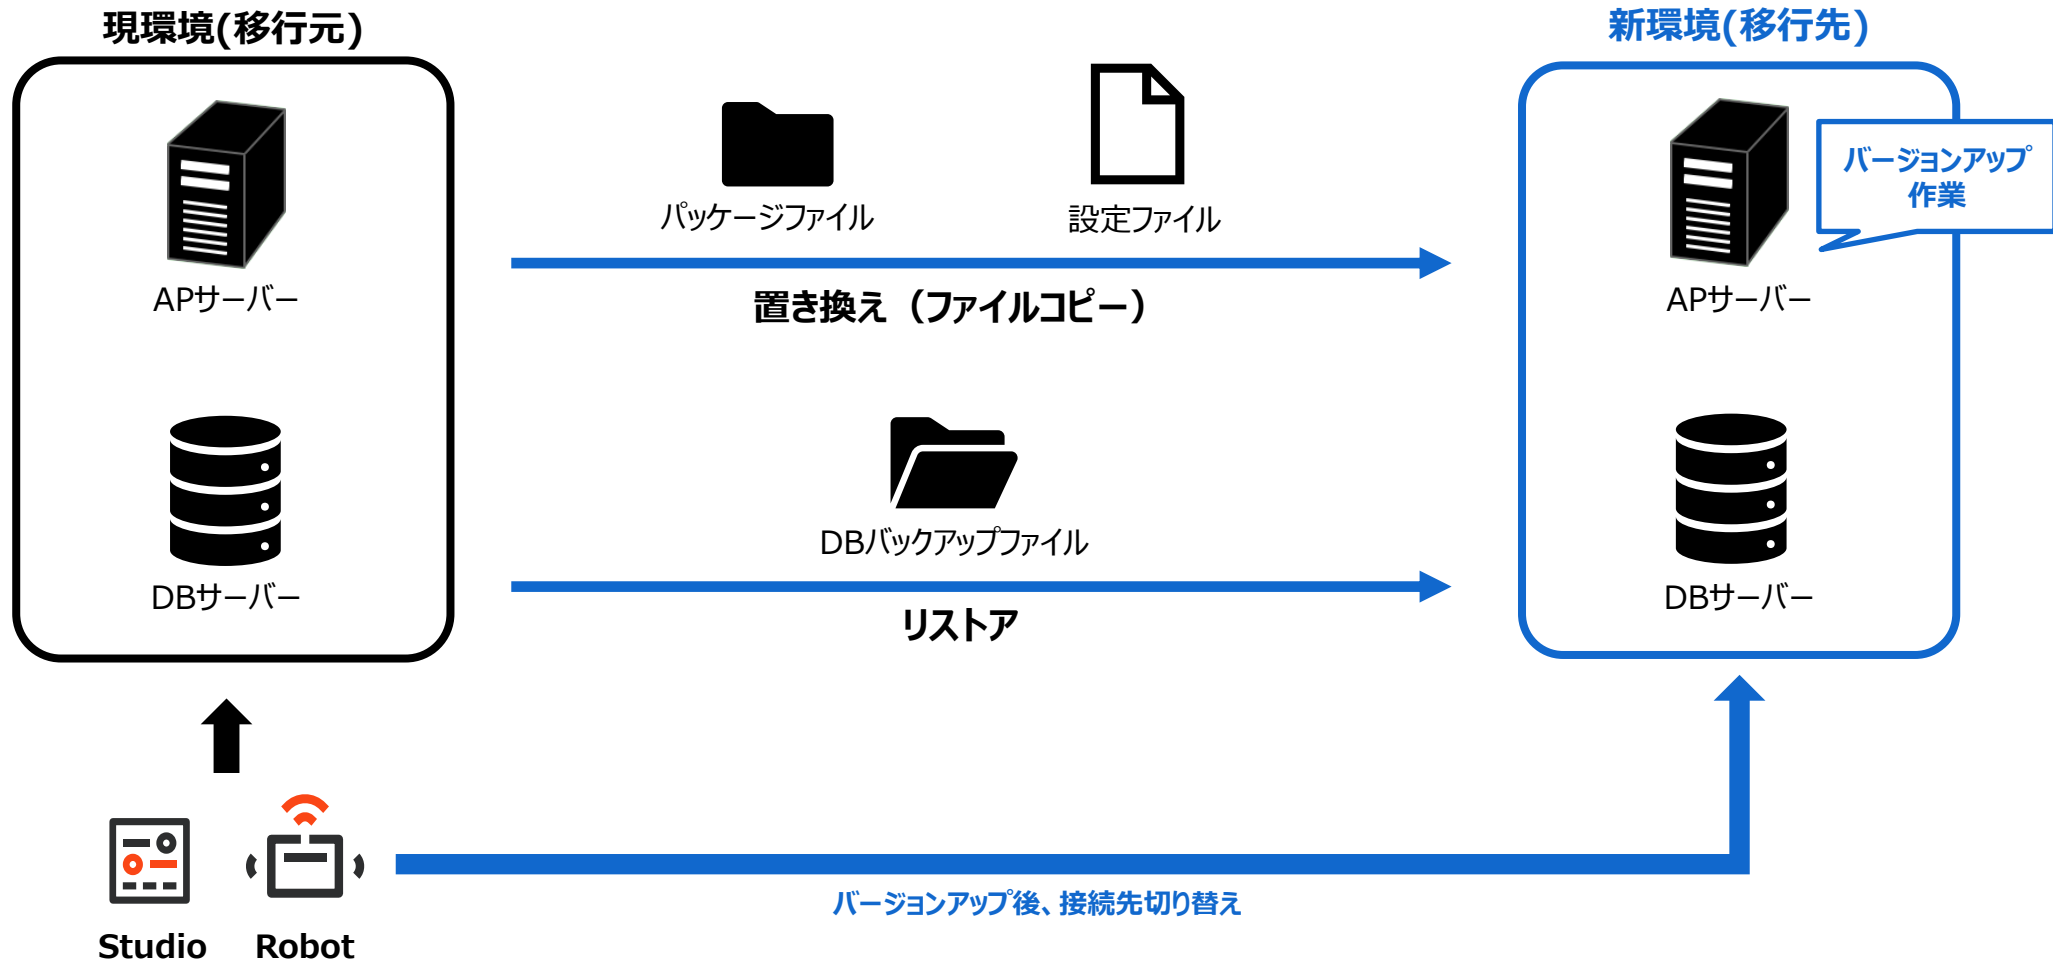 現環境(移行元)
新環境(移行先)
バージョンアップ
作業
パッケージファイル
設定ファイル
APサーバー
置き換え（ファイルコピー）
APサーバー
DBバックアップファイル
DBサーバー
リストア
DBサーバー
バージョンアップ後、接続先切り替え
Studio
Robot